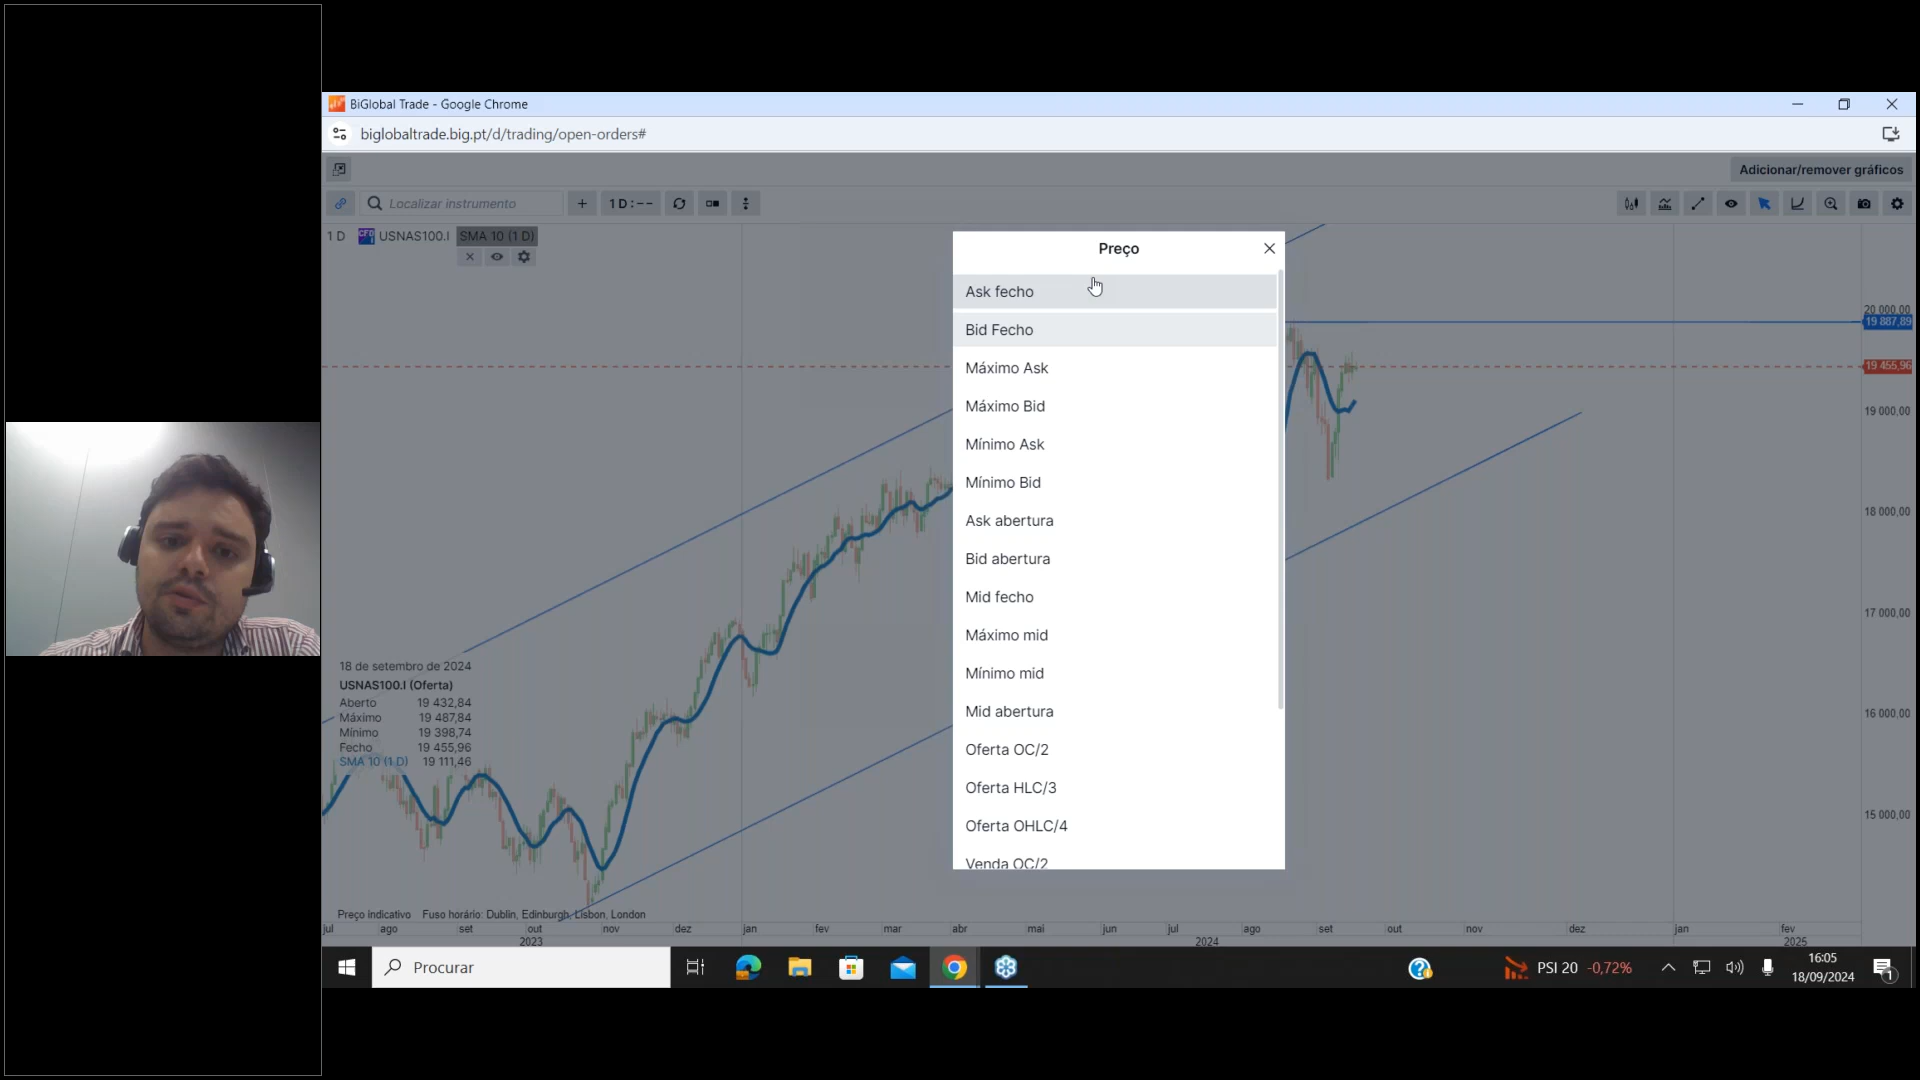 BiGlobal Trade - Google Chrome
biglobaltrade.big.pt/d/trading/open-orders#
Adicionar/remover gráficos
Localizar instrumento
1 D : --
1 D CFD USNAS100.I SMA 10 (1 D)
Preço
Ask fecho
Bid Fecho
Máximo Ask
Máximo Bid
Mínimo Ask
Mínimo Bid
Ask abertura
Bid abertura
Mid fecho
Máximo mid
Mínimo mid
Mid abertura
Oferta OC/2
Oferta HLC/3
Oferta OHLC/4
Venda OC/2
20 000,00
19 887,89
19 455,96
19 000,00
18 000,00
17 000,00
16 000,00
15 000,00
18 de setembro de 2024
USNAS100.I (Oferta)
Aberto 19 432,84
Máximo 19 487,84
Mínimo 19 398,74
Fecho 19 455,96
SMA 10 (1 D) 19 111,46
Preço indicativo Fuso horário: Dublin, Edinburgh, Lisbon, London
jul ago set out nov dez jan fev mar abr mai jun jul ago set out nov dez jan fev
2023 2024 2025
Procurar
PSI 20 -0,72%
16:05
18/09/2024
1